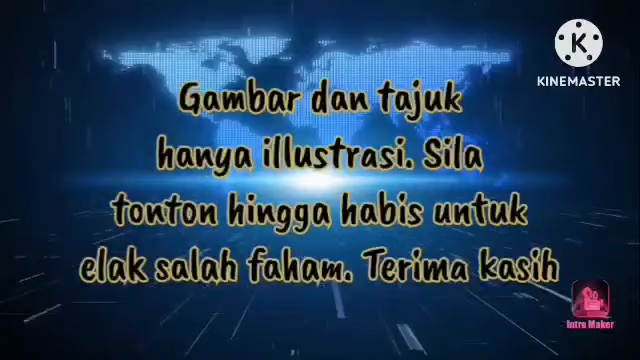 KINEMASTER
Gambar dan tajuk
hanya illustrasi. Sila
tonton hingga habis untuk
elak salah faham. Terima kasih
Intro Maker